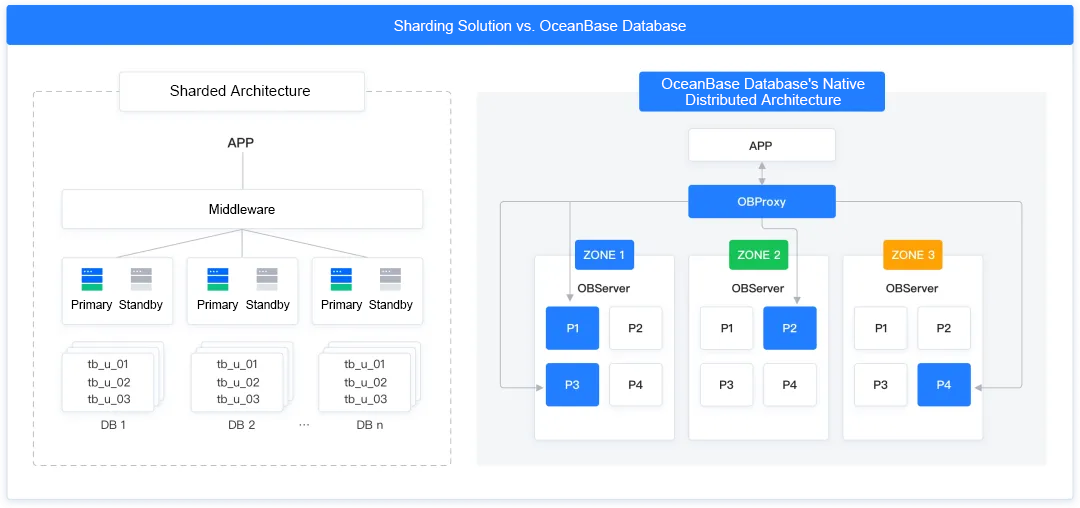 Sharding Solution vs. OceanBase Database
Sharded Architecture
APP
Middleware
Primary Standby
Primary Standby
Primary Standby
tb_u_01
tb_u_02
tb_u_03
DB 1
tb_u_01
tb_u_02
tb_u_03
DB 2
...
tb_u_01
tb_u_02
tb_u_03
DB n
OceanBase Database's Native
Distributed Architecture
APP
OBProxy
ZONE 1
OBServer
P1 P2
P3 P4
ZONE 2
OBServer
P1 P2
P3 P4
ZONE 3
OBServer
P1 P2
P3 P4